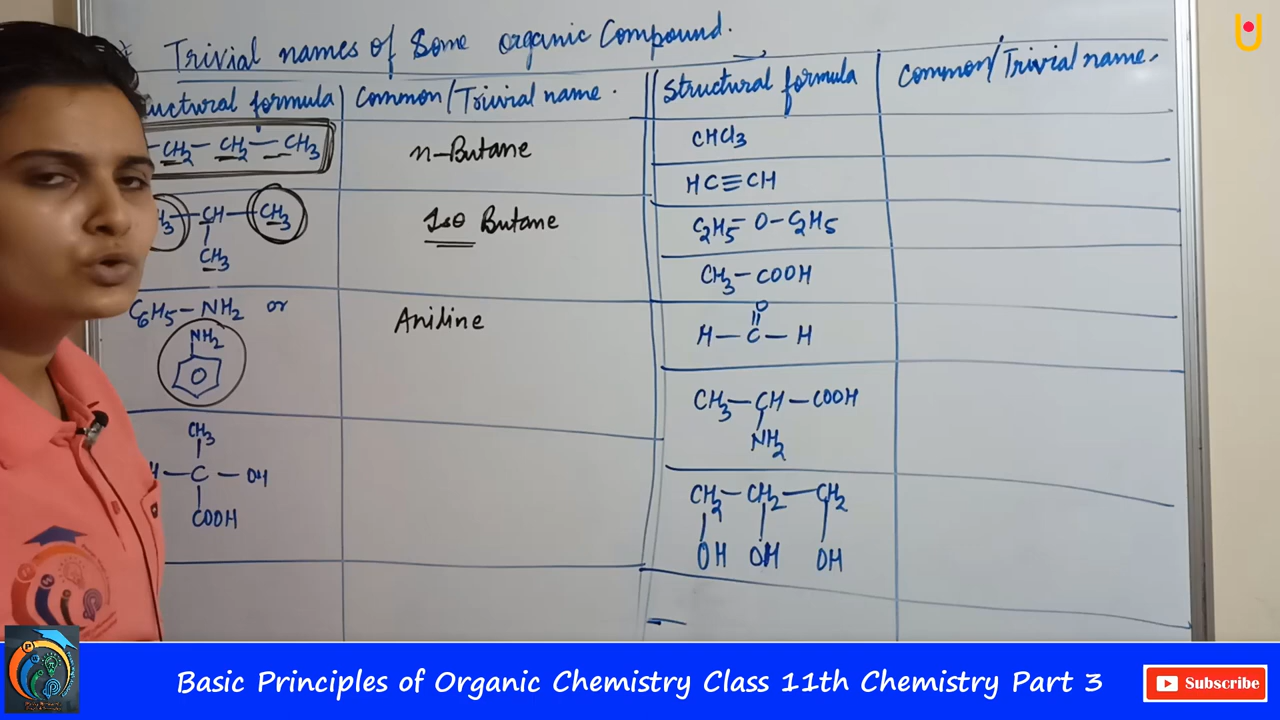 Trivial names of Some organic Compound.
uctural formula
Common/Trivial name.
Structural formula
Common/Trivial name.
-CH2-CH2-CH3
n-Butane
H3-CH-CH3
CH3
Iso Butane
C6H5-NH2 or
NH2
Aniline
CH3
H-C-OH
COOH
CHCl3
HC≡CH
C2H5-O-C2H5
CH3-COOH
O
H-C-H
CH3-CH-COOH
NH2
CH2-CH2-CH2
OH OH OH
Basic Principles of Organic Chemistry Class 11th Chemistry Part 3
Subscribe